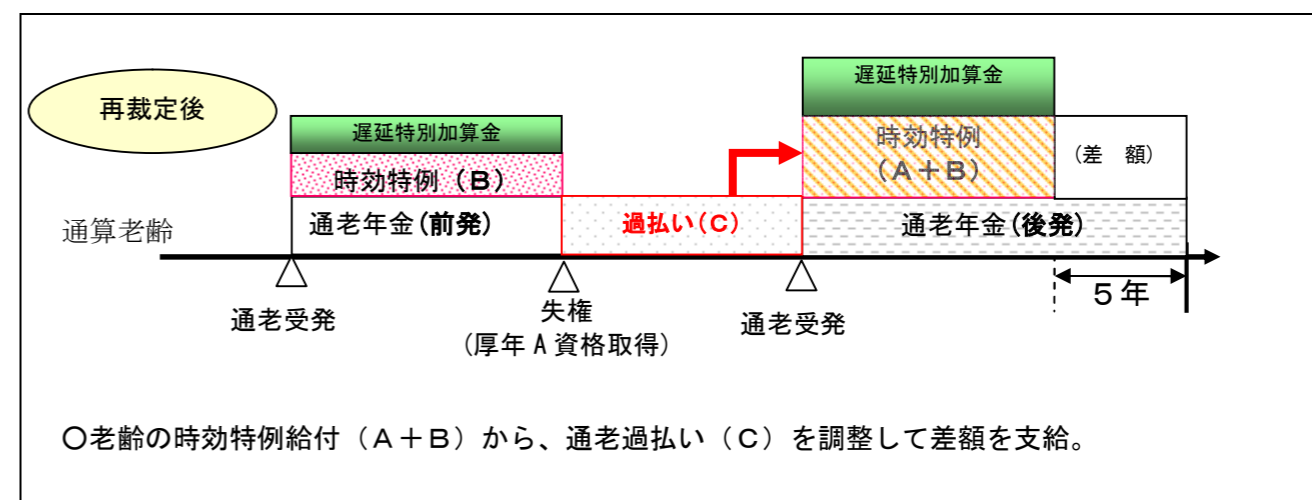 再裁定後
遅延特別加算金
遅延特別加算金
時効特例
(A+B)
(差 額)
時効特例(B)
通算老齢
通老年金(前発)
過払い(C)
通老年金(後発)
5年
通老受発
失権
(厚年A資格取得)
通老受発
○老齢の時効特例給付(A+B)から、通老過払い(C)を調整して差額を支給。